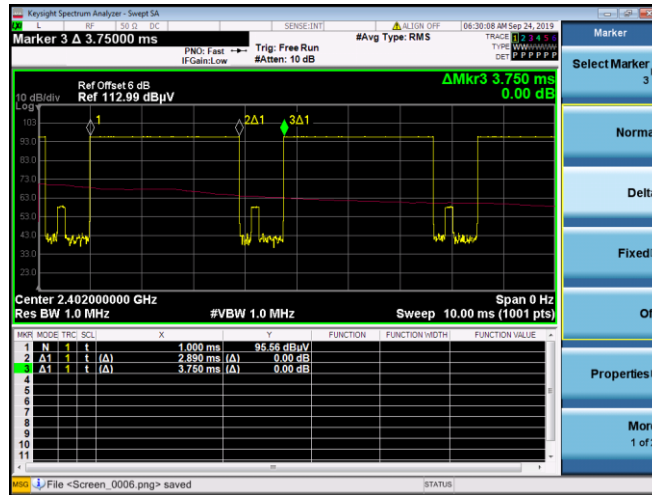 Keysight Spectrum Analyzer - Swept SA
L RF 50 Ω DC SENSE:INT ALIGN OFF 06:30:08 AM Sep 24, 2019
Marker 3 Δ 3.75000 ms
PNO: Fast
IFGain:Low
Trig: Free Run
#Atten: 10 dB
#Avg Type: RMS
TRACE 1 2 3 4 5 6
TYPE WWWWWW
DET P P P P P P
Ref Offset 6 dB
10 dB/div Ref 112.99 dBµV
ΔMkr3 3.750 ms
0.00 dB
Log
103
93.0
83.0
73.0
63.0
53.0
43.0
33.0
23.0
1
2Δ1
3Δ1
Center 2.402000000 GHz Span 0 Hz
Res BW 1.0 MHz #VBW 1.0 MHz Sweep 10.00 ms (1001 pts)
MKR MODE TRC SCL X Y FUNCTION FUNCTION WIDTH FUNCTION VALUE
1 N 1 t 1.000 ms 95.56 dBuV
2 Δ1 1 t (Δ) 2.890 ms (Δ) 0.00 dB
3 Δ1 1 t (Δ) 3.750 ms (Δ) 0.00 dB
4
5
6
7
8
9
10
11
MSG File <Screen_0006.png> saved STATUS
Marker
Select Marker
3
Norma
Delt
Fixed
Of
Properties
Mor
1 of